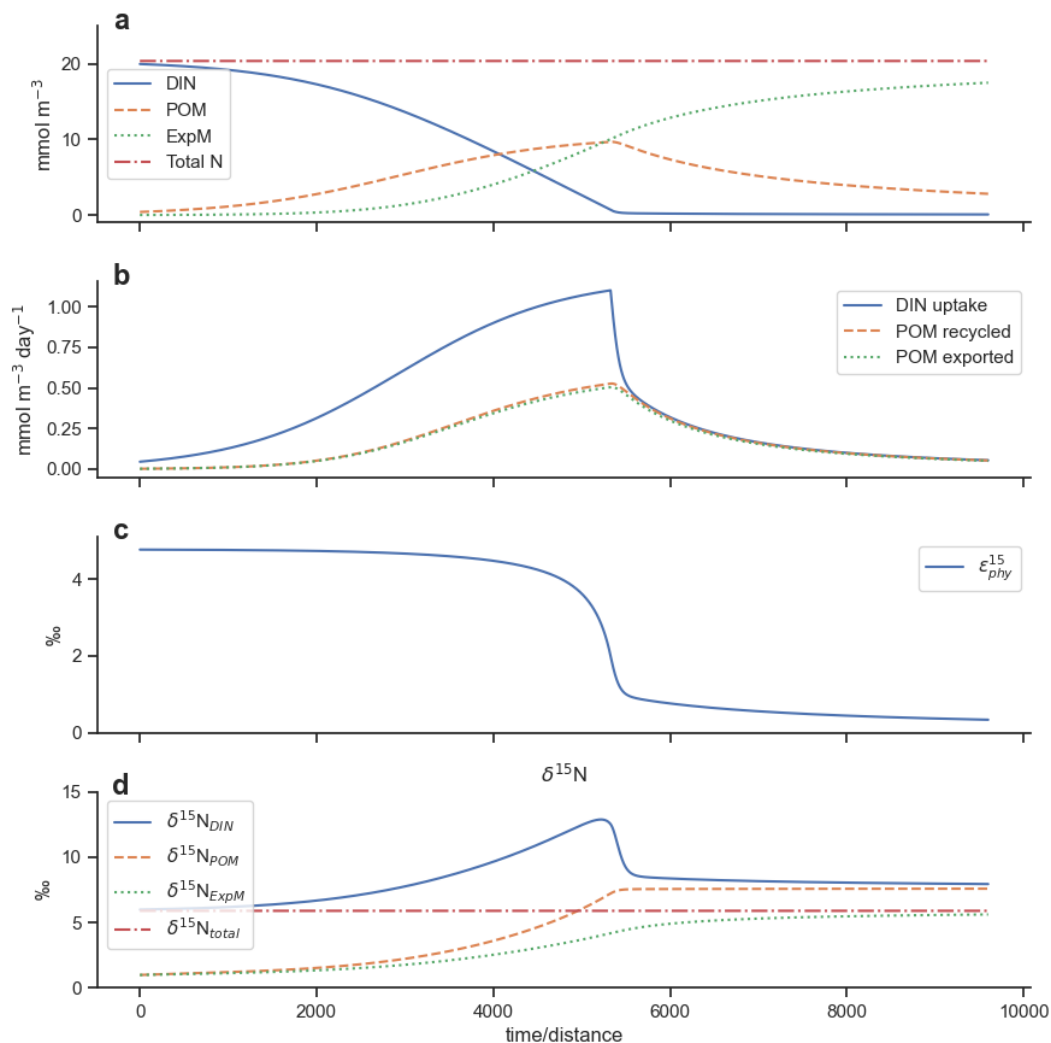 a
mmol m⁻³
20
10
0
DIN
POM
ExpM
Total N
b
mmol m⁻³ day⁻¹
1.00
0.75
0.50
0.25
0.00
DIN uptake
POM recycled
POM exported
c
‰
4
2
0
ε¹⁵phy
δ¹⁵N
d
‰
15
10
5
0
δ¹⁵N_DIN
δ¹⁵N_POM
δ¹⁵N_ExpM
δ¹⁵N_total
0 2000 4000 6000 8000 10000
time/distance